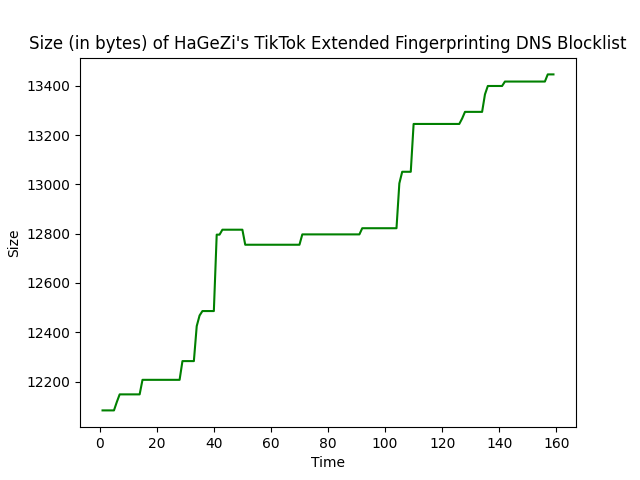 Size (in bytes) of HaGeZi's TikTok Extended Fingerprinting DNS Blocklist
13400
13200
13000
12800
12600
12400
12200
Size
0 20 40 60 80 100 120 140 160
Time